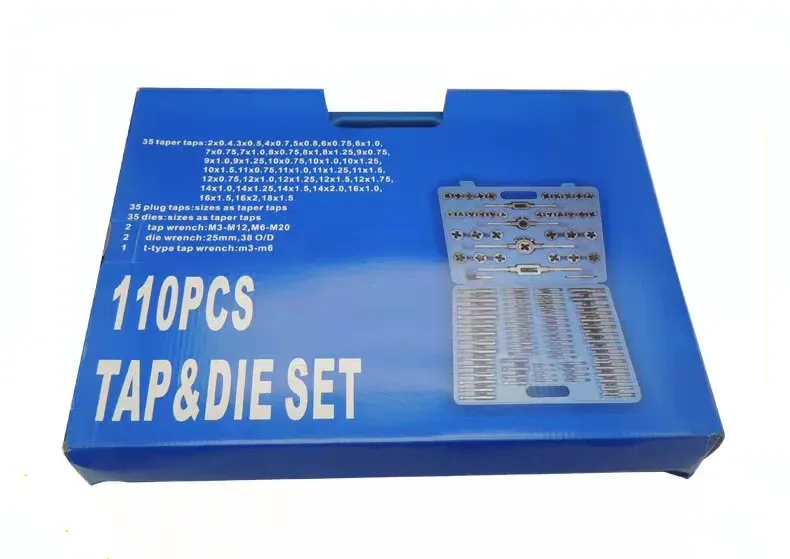 35 taper taps:2x0.4.3x0,5,4x0.7,5x0.8,6x0.75,6x1.0,
7x0.75,7x1.0,8x0.75,8x1,8x1.25,9x0.75,
9x1.0,9x1.25,10x0.75,10x1.0,10x1.25,
10x1.5,11x0.75,11x1.0,11x1.25,11x1.5.
12x0.75,12x1.0,12x1.25,12x1.5,12x1.75,
14x1.0,14x1.25,14x1.5,14x2.0,16x1.0,
16x1.5,16x2,18x1.5
35 plug taps:sizes as taper taps
35 dies:sizes as taper taps
2 tap wrench:M3-M12,M6-M20
2 die wrench:25mm,38 O/D
1 t-type tap wrench:m3-m6
110PCS
TAP&DIE SET